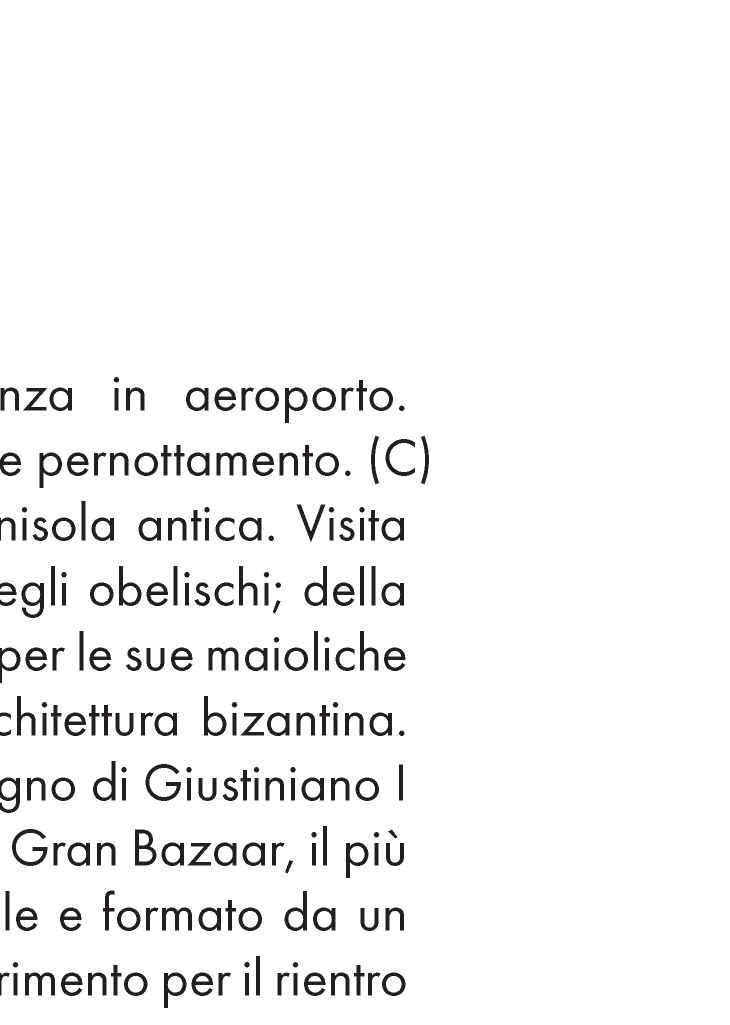 nza in aeroporto.
e pernottamento. (C)
nisola antica. Visita
egli obelischi; della
per le sue maioliche
chitettura bizantina.
gno di Giustiniano I
Gran Bazaar, il più
le e formato da un
rimento per il rientro